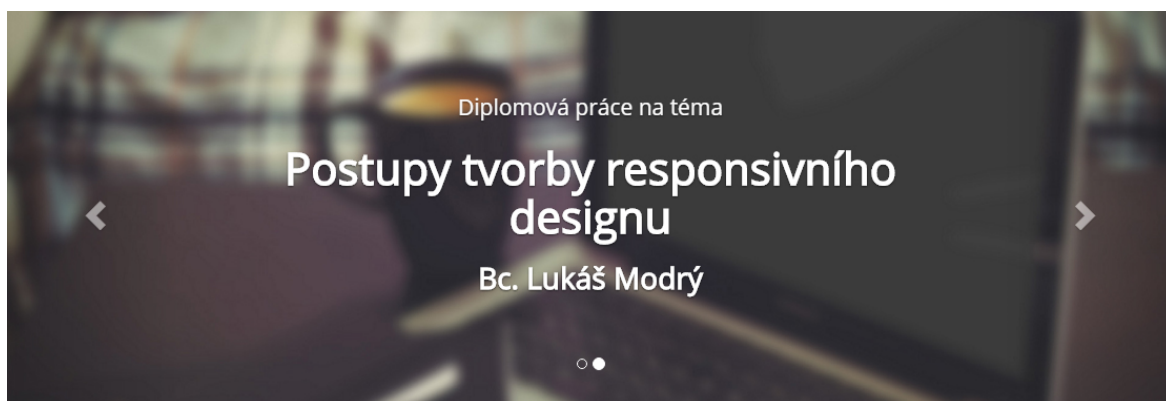 Diplomová práce na téma
Postupy tvorby responsivního
designu
Bc. Lukáš Modrý